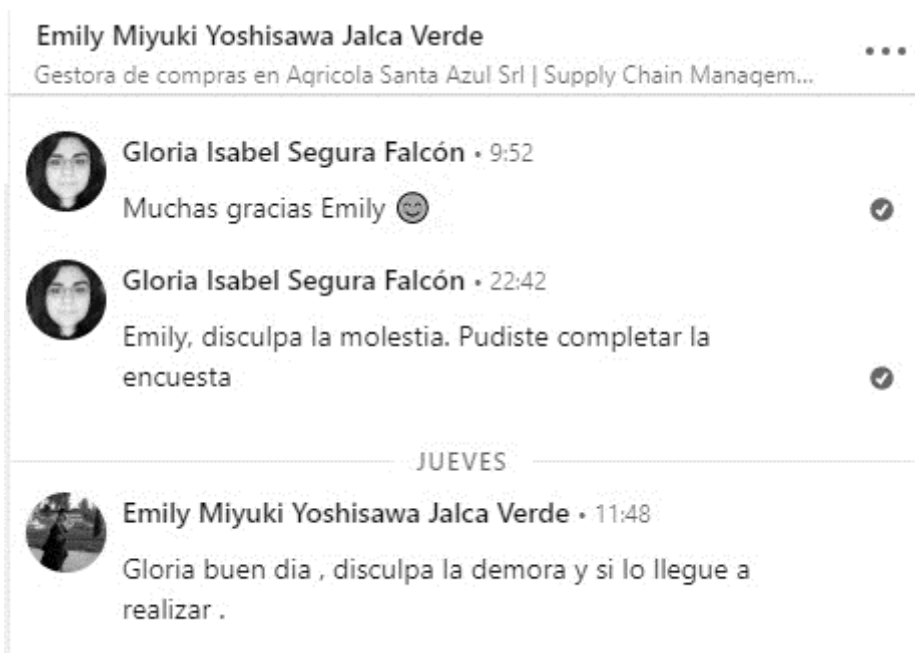 Emily Miyuki Yoshisawa Jalca Verde
Gestora de compras en Agricola Santa Azul Srl | Supply Chain Managem...
Gloria Isabel Segura Falcón • 9:52
Muchas gracias Emily 😊
Gloria Isabel Segura Falcón • 22:42
Emily, disculpa la molestia. Pudiste completar la
encuesta
JUEVES
Emily Miyuki Yoshisawa Jalca Verde • 11:48
Gloria buen dia , disculpa la demora y si lo llegue a
realizar .